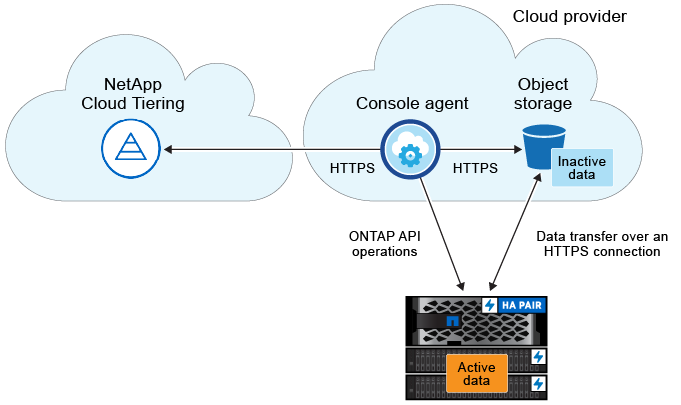 Cloud provider
NetApp
Cloud Tiering
Console agent
Object
storage
HTTPS
HTTPS
Inactive
data
ONTAP API
operations
Data transfer over an
HTTPS connection
HA PAIR
Active
data